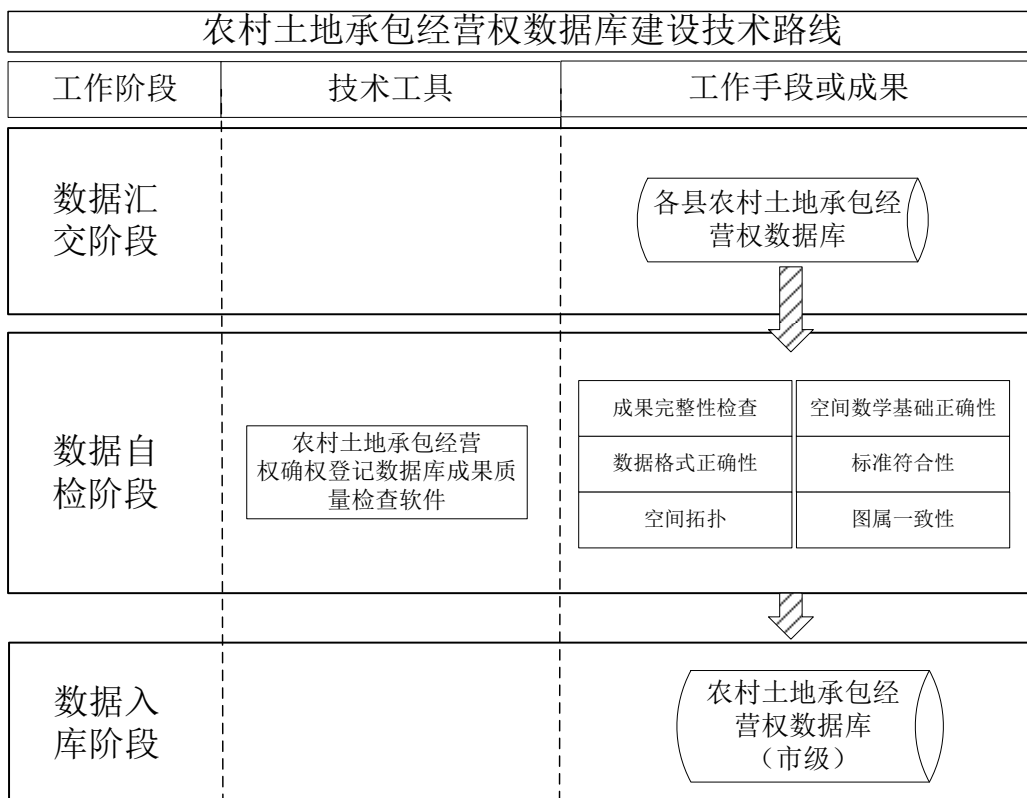 农村土地承包经营权数据库建设技术路线
工作阶段
技术工具
工作手段或成果
数据汇
交阶段
各县农村土地承包经
营权数据库
数据自
检阶段
农村土地承包经营
权确权登记数据库成果质
量检查软件
成果完整性检查
空间数学基础正确性
数据格式正确性
标准符合性
空间拓扑
图属一致性
数据入
库阶段
农村土地承包经
营权数据库
（市级）